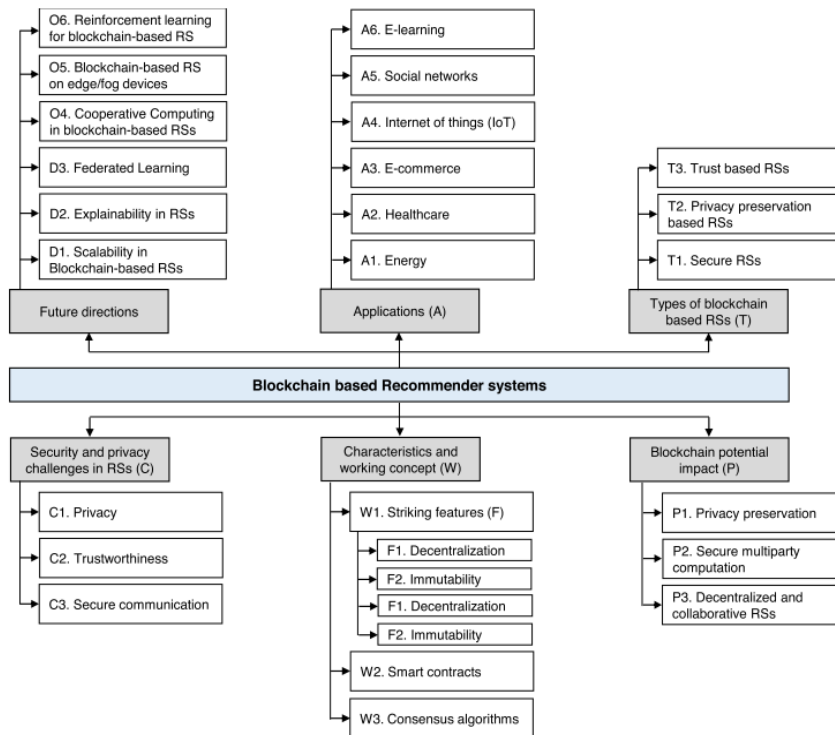 O6. Reinforcement learning
for blockchain-based RS
O5. Blockchain-based RS
on edge/fog devices
O4. Cooperative Computing
in blockchain-based RSs
D3. Federated Learning
D2. Explainability in RSs
D1. Scalability in
Blockchain-based RSs
Future directions
A6. E-learning
A5. Social networks
A4. Internet of things (IoT)
A3. E-commerce
A2. Healthcare
A1. Energy
Applications (A)
T3. Trust based RSs
T2. Privacy preservation
based RSs
T1. Secure RSs
Types of blockchain
based RSs (T)
Blockchain based Recommender systems
Security and privacy
challenges in RSs (C)
C1. Privacy
C2. Trustworthiness
C3. Secure communication
Characteristics and
working concept (W)
W1. Striking features (F)
F1. Decentralization
F2. Immutability
F1. Decentralization
F2. Immutability
W2. Smart contracts
W3. Consensus algorithms
Blockchain potential
impact (P)
P1. Privacy preservation
P2. Secure multiparty
computation
P3. Decentralized and
collaborative RSs